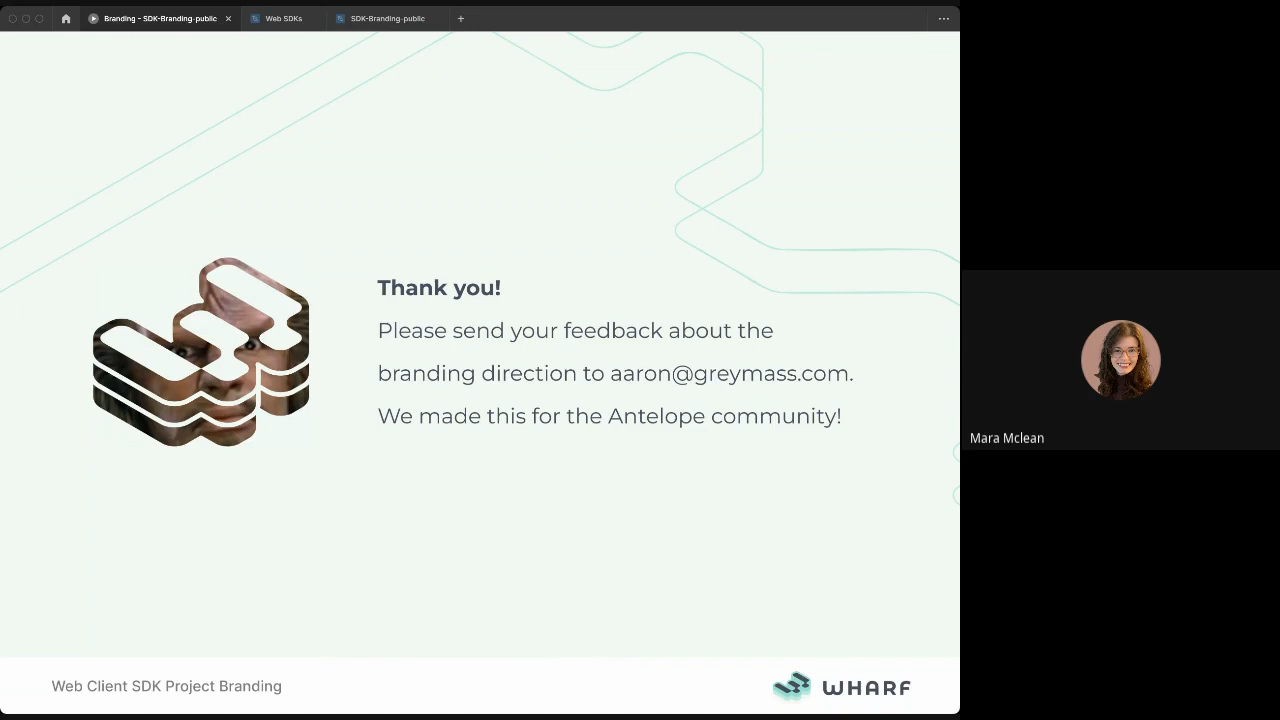 Branding - SDK-Branding-public
Web SDKs
SDK-Branding-public
Thank you!
Please send your feedback about the
branding direction to aaron@greymass.com.
We made this for the Antelope community!
Mara Mclean
Web Client SDK Project Branding
WHARF